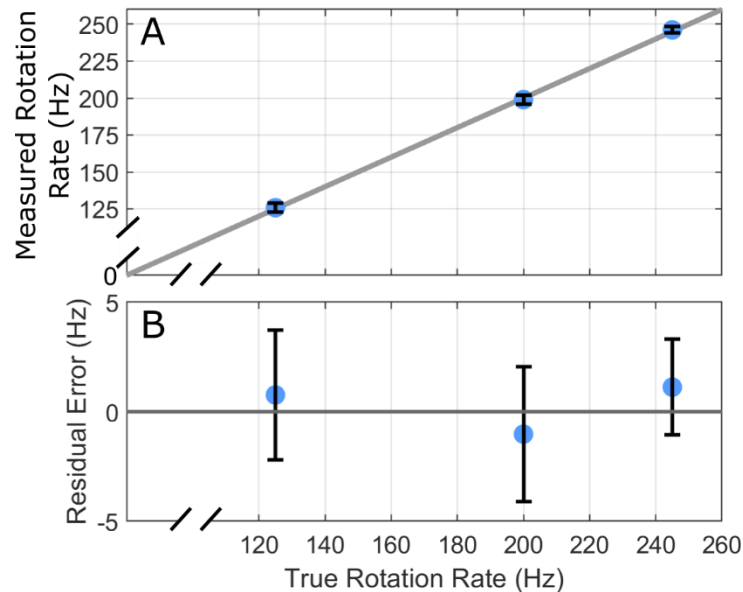 A
Measured Rotation
Rate (Hz)
250
225
200
175
150
125
0
B
Residual Error (Hz)
5
0
-5
120 140 160 180 200 220 240 260
True Rotation Rate (Hz)